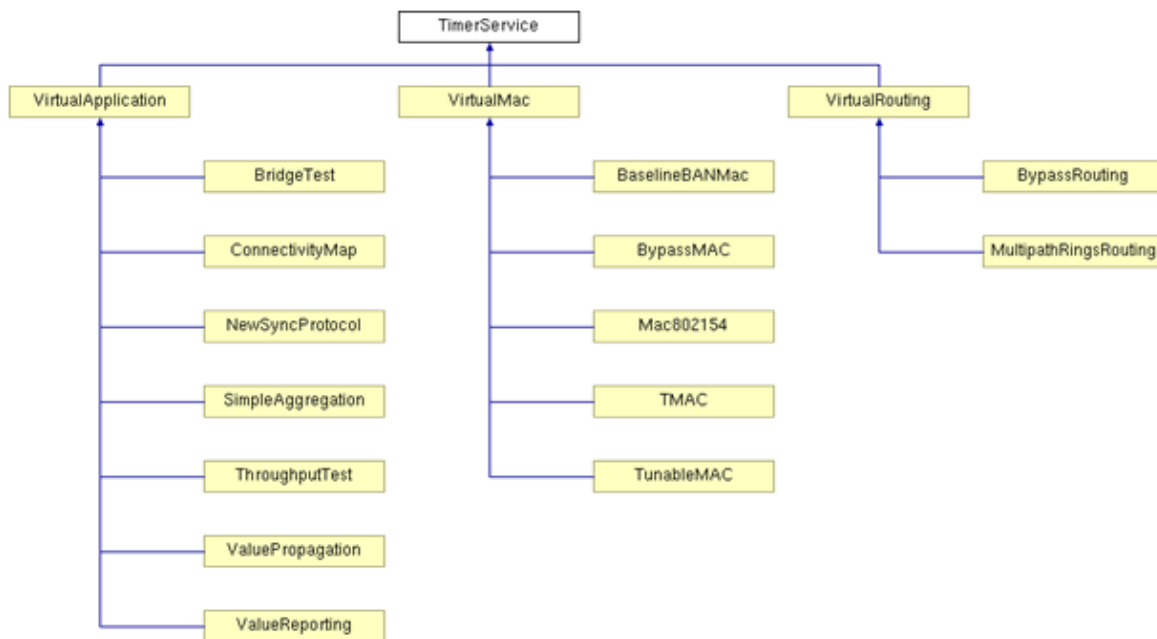 TimerService
VirtualApplication VirtualMac VirtualRouting
BridgeTest BaselineBANMac BypassRouting
ConnectivityMap BypassMAC MultipathRingsRouting
NewSyncProtocol Mac802154
SimpleAggregation TMAC
ThroughputTest TunableMAC
ValuePropagation
ValueReporting